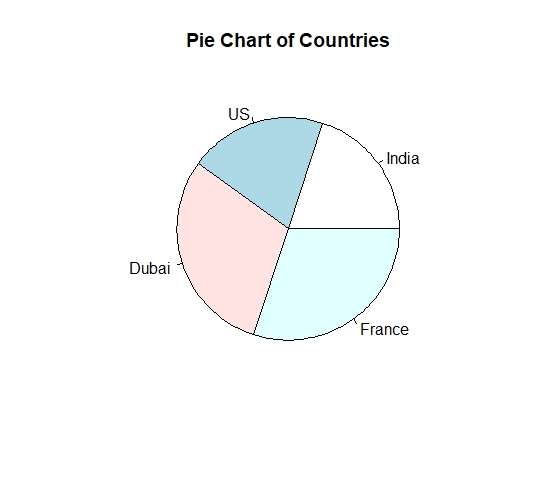 Pie Chart of Countries
US
India
Dubai
France